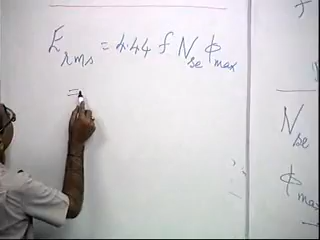 E_rms = 4.44 f N_se ϕ_max
=
N_se
ϕ_max